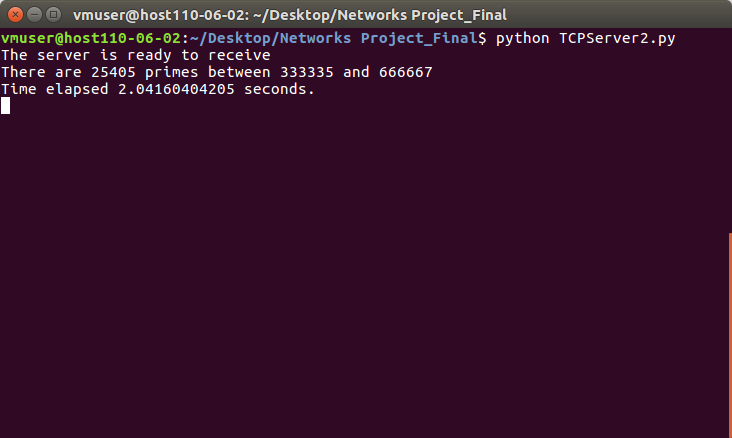 vmuser@host110-06-02: ~/Desktop/Networks Project_Final
vmuser@host110-06-02:~/Desktop/Networks Project_Final$ python TCPServer2.py
The server is ready to receive
There are 25405 primes between 333335 and 666667
Time elapsed 2.04160404205 seconds.